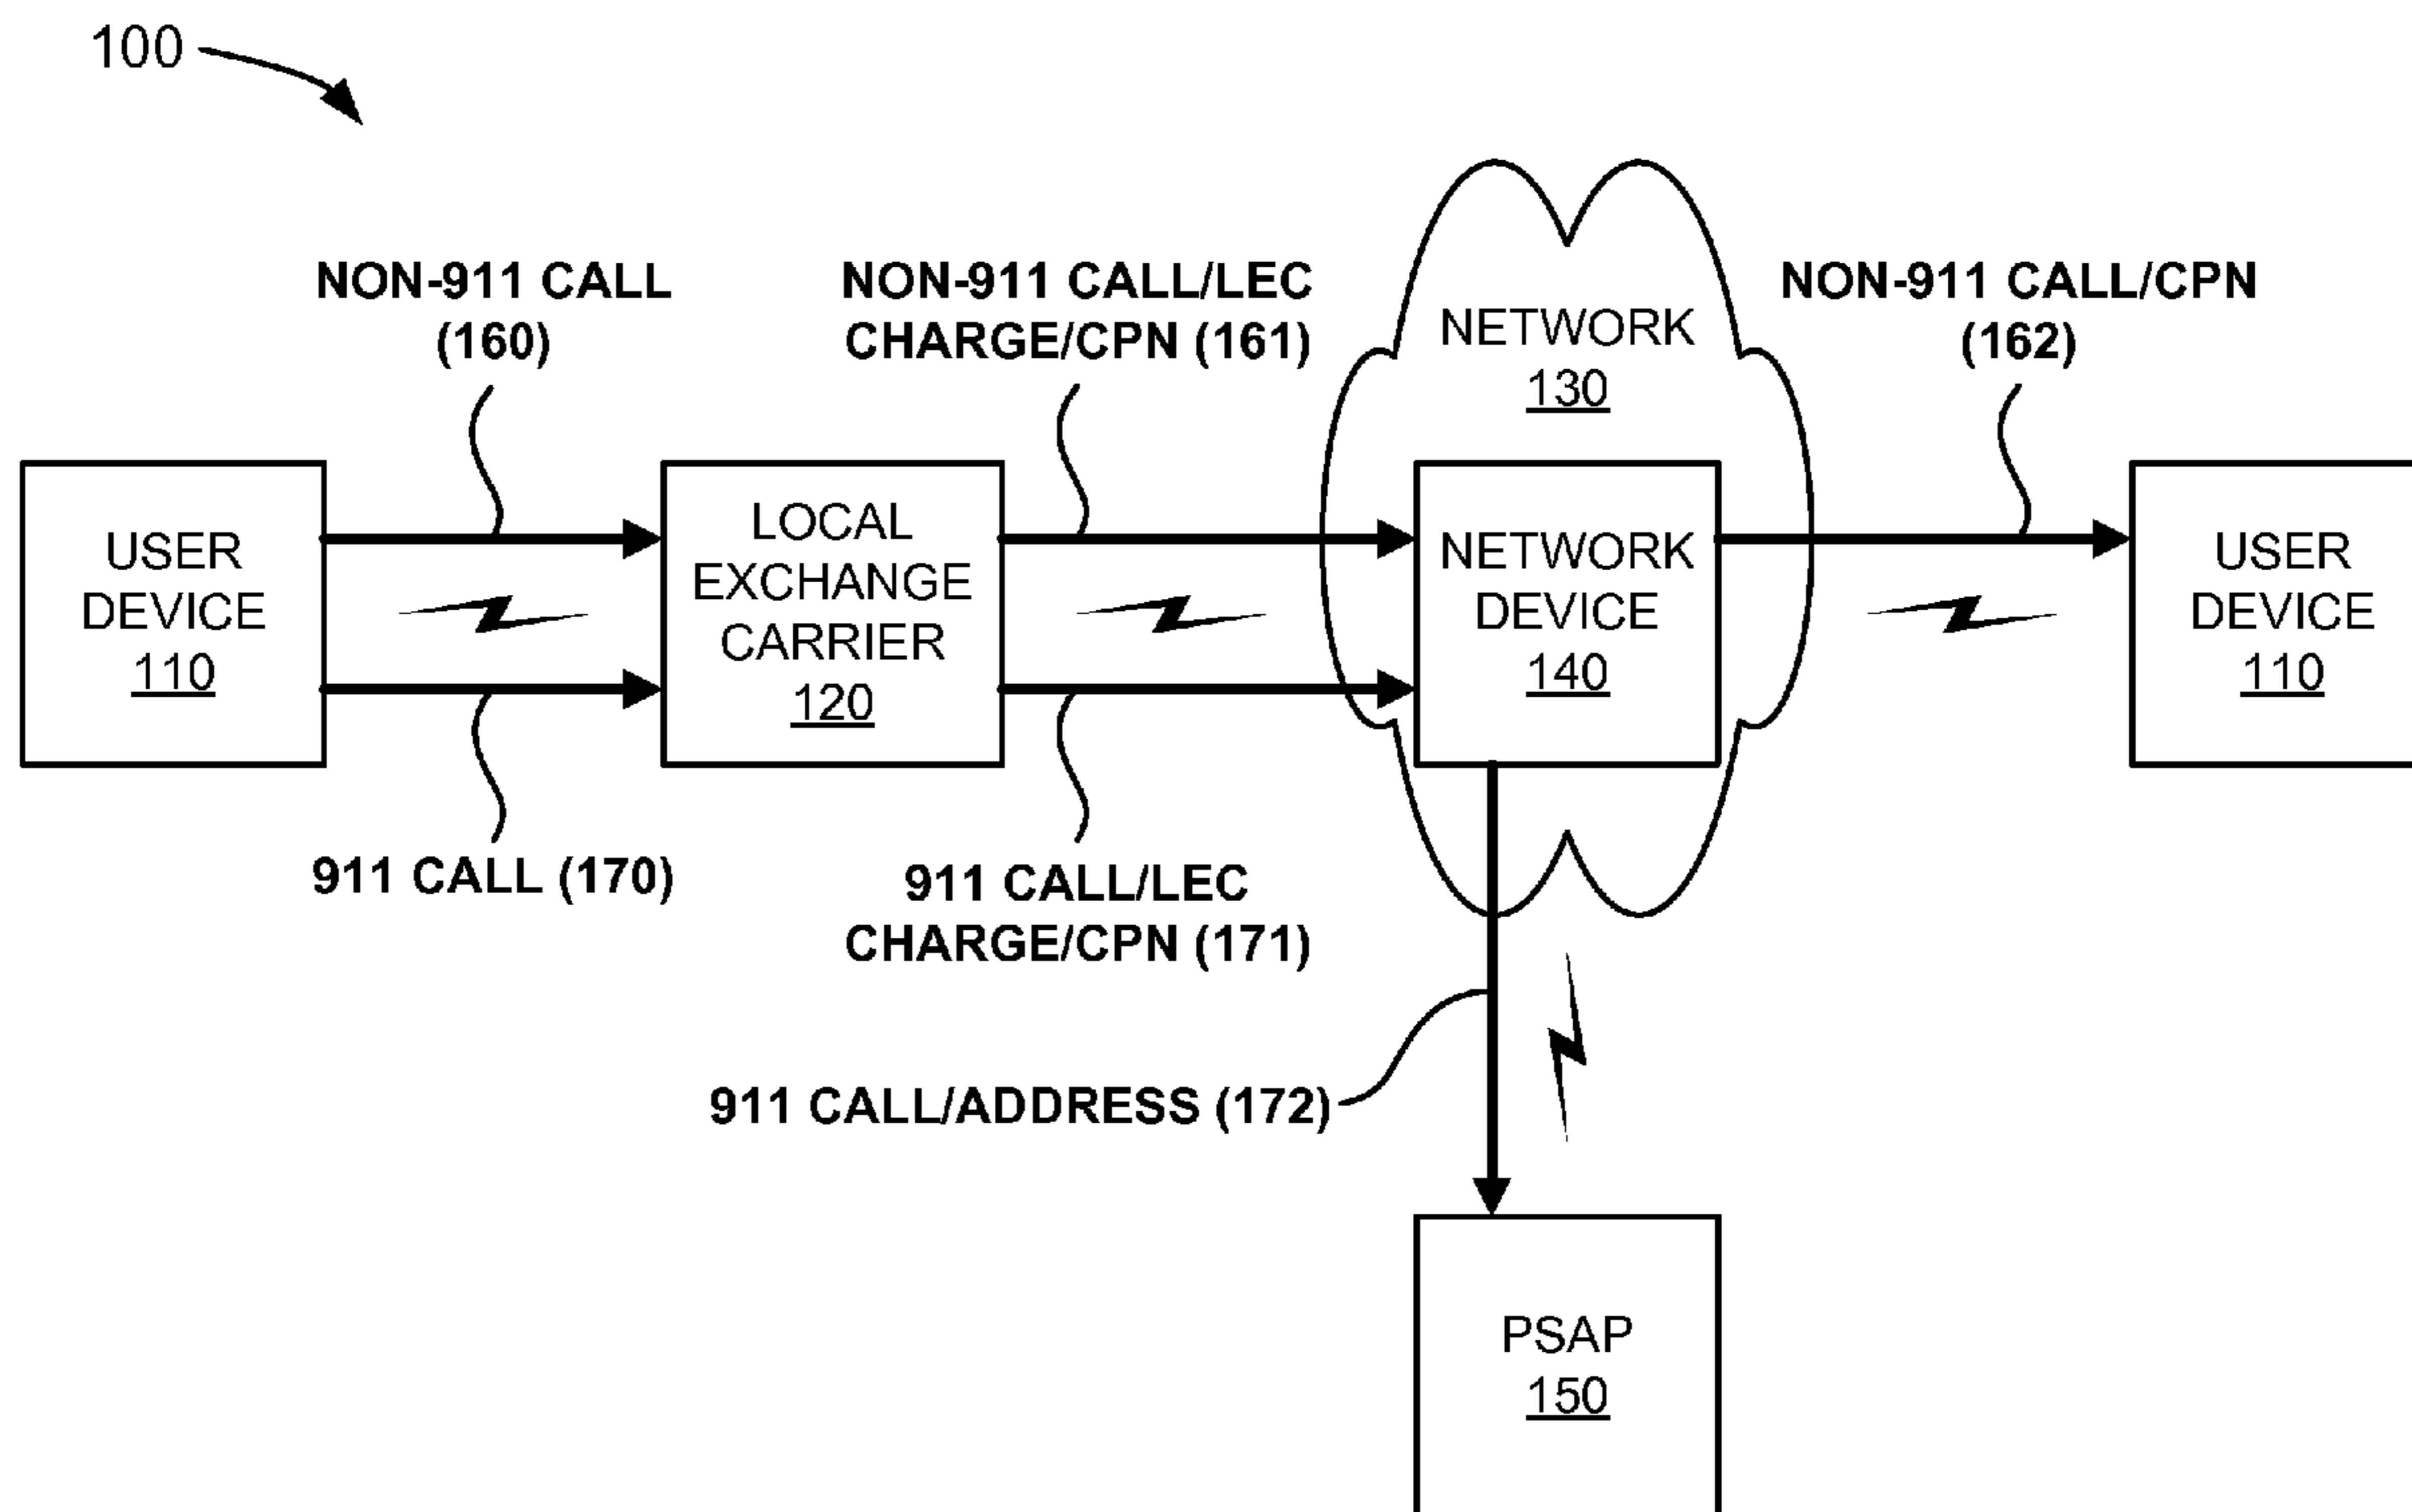 100
NON-911 CALL
(160)
NON-911 CALL/LEC
CHARGE/CPN (161)
NETWORK
130
NON-911 CALL/CPN
(162)
USER
DEVICE
110
LOCAL
EXCHANGE
CARRIER
120
NETWORK
DEVICE
140
USER
DEVICE
110
911 CALL (170)
911 CALL/LEC
CHARGE/CPN (171)
911 CALL/ADDRESS (172)
PSAP
150